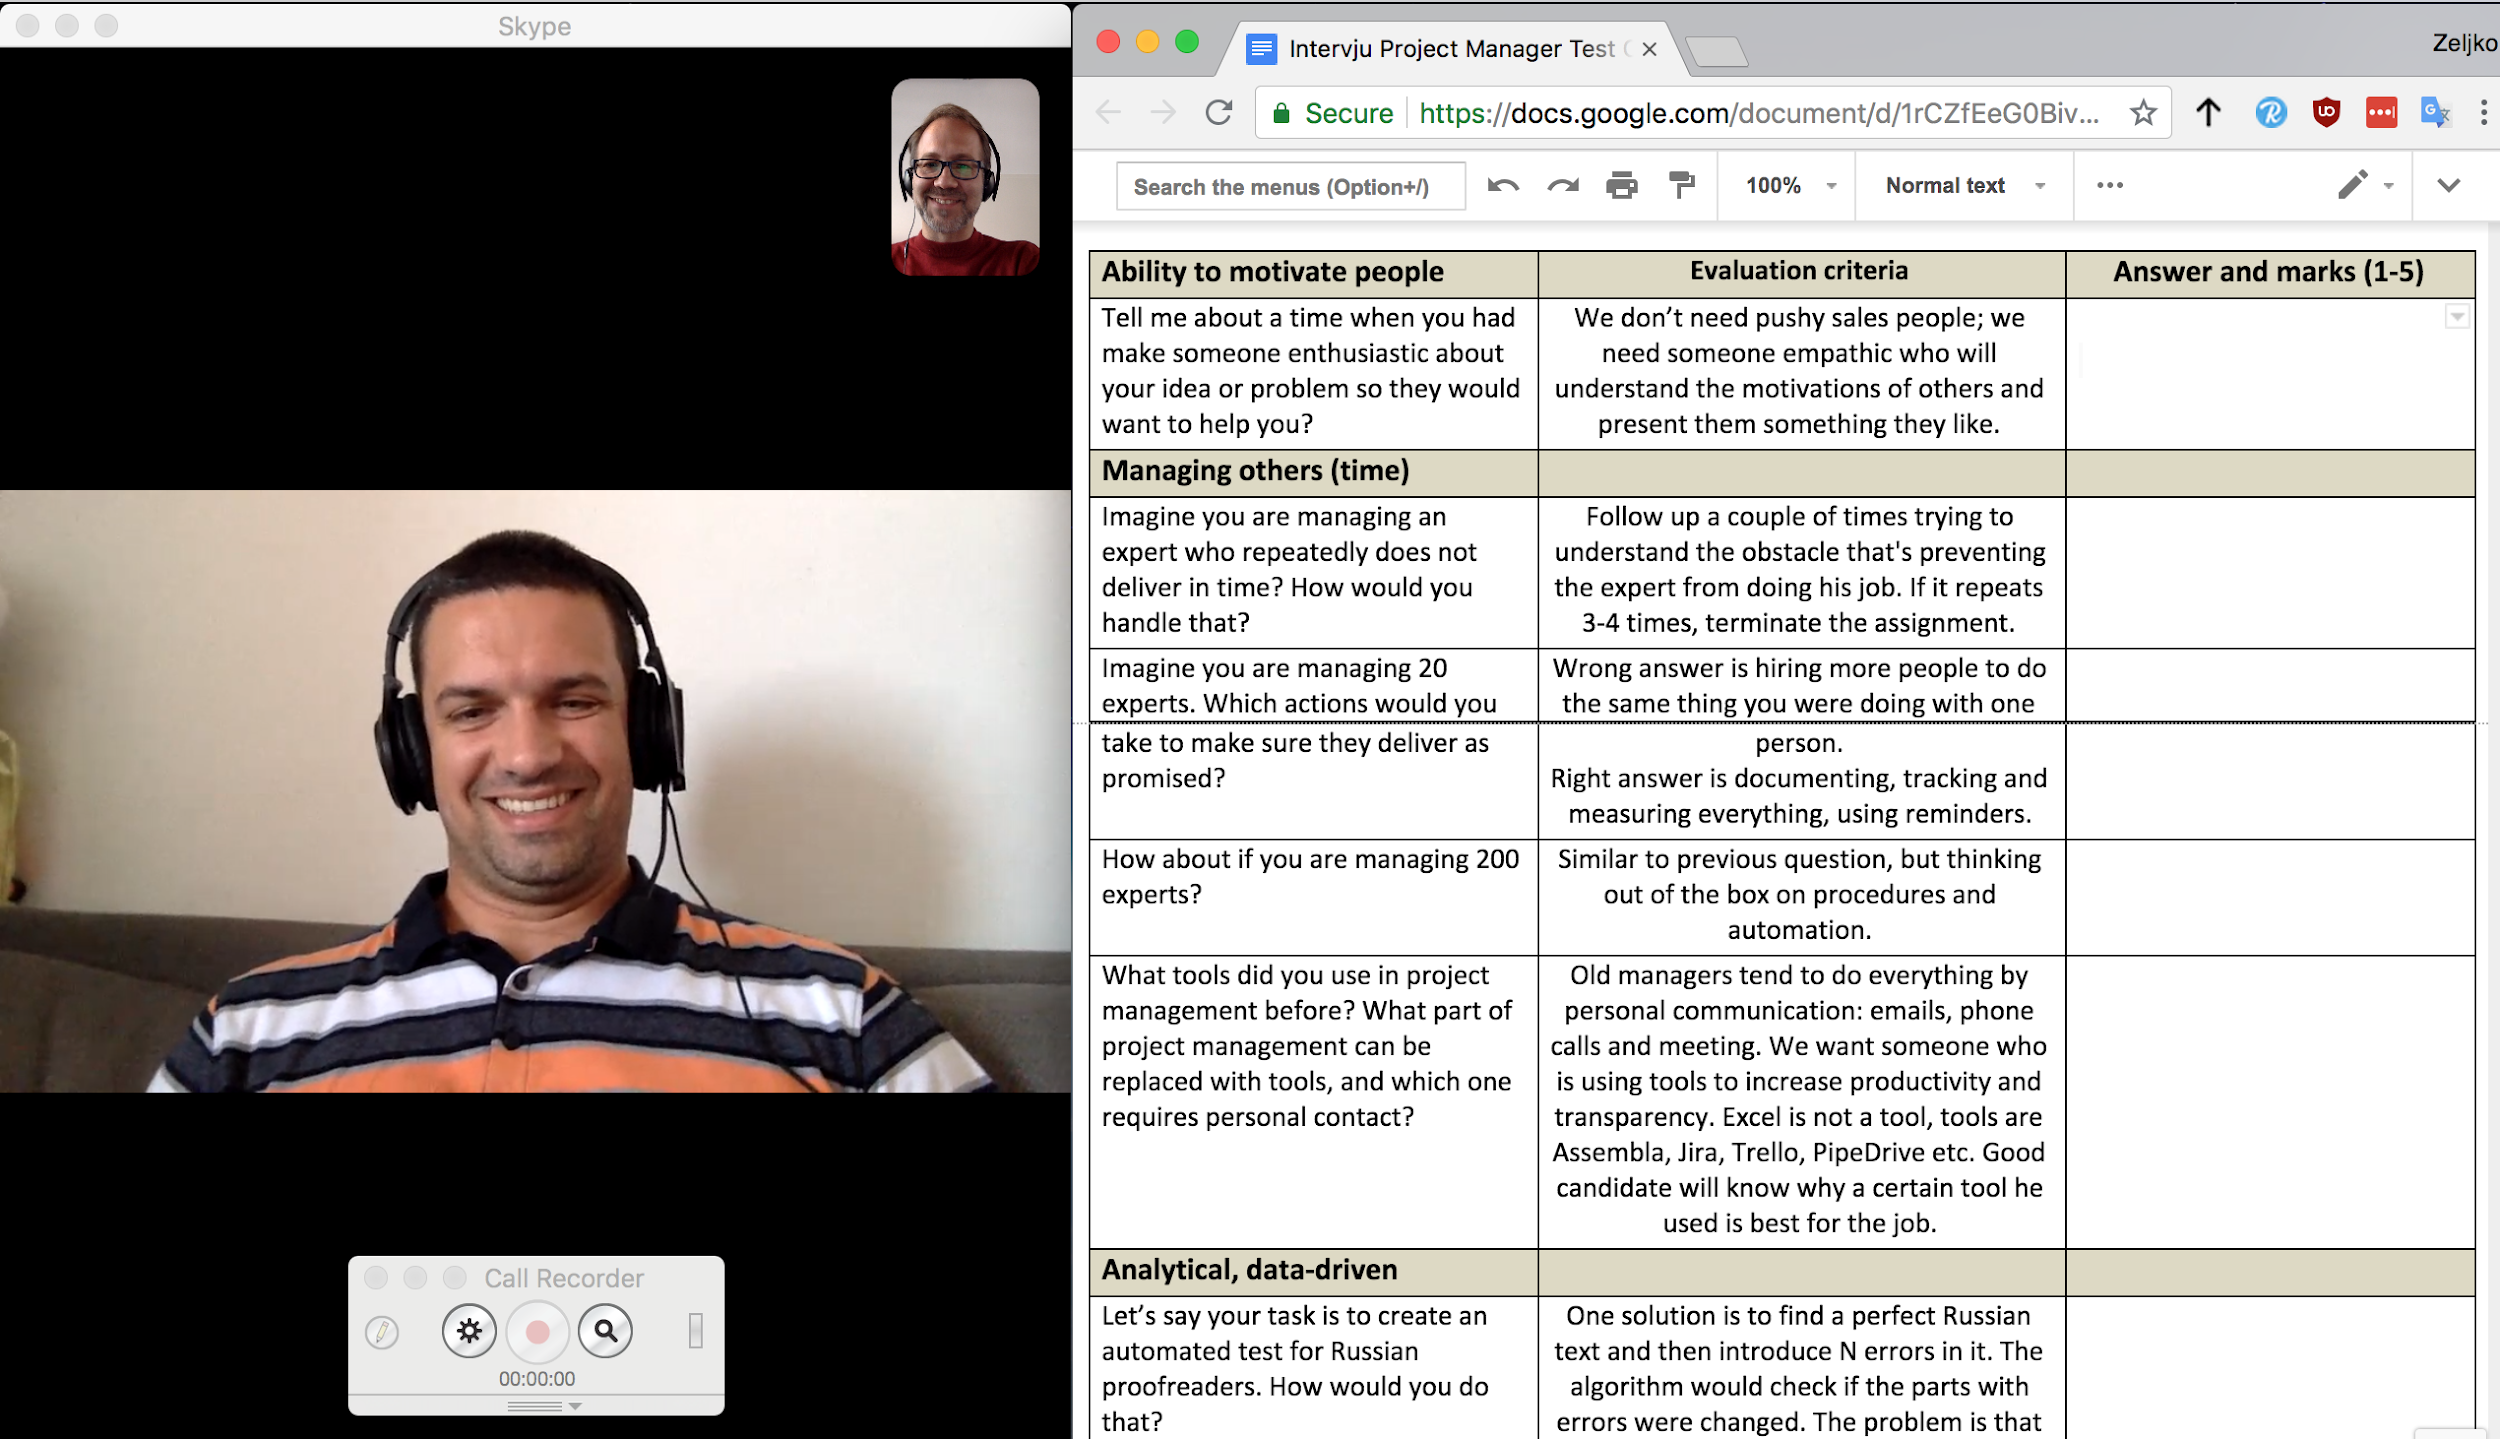 Skype
Call Recorder
00:00:00
Intervju Project Manager Test
Zeljko
Secure
https://docs.google.com/document/d/1rCZfEeG0Biv...
Search the menus (Option+/)
100%
Normal text
Ability to motivate people
Evaluation criteria
Answer and marks (1-5)
Tell me about a time when you had
make someone enthusiastic about
your idea or problem so they would
want to help you?
We don’t need pushy sales people; we
need someone empathic who will
understand the motivations of others and
present them something they like.
Managing others (time)
Imagine you are managing an
expert who repeatedly does not
deliver in time? How would you
handle that?
Follow up a couple of times trying to
understand the obstacle that's preventing
the expert from doing his job. If it repeats
3-4 times, terminate the assignment.
Imagine you are managing 20
experts. Which actions would you
take to make sure they deliver as
promised?
Wrong answer is hiring more people to do
the same thing you were doing with one
person.
Right answer is documenting, tracking and
measuring everything, using reminders.
How about if you are managing 200
experts?
Similar to previous question, but thinking
out of the box on procedures and
automation.
What tools did you use in project
management before? What part of
project management can be
replaced with tools, and which one
requires personal contact?
Old managers tend to do everything by
personal communication: emails, phone
calls and meeting. We want someone who
is using tools to increase productivity and
transparency. Excel is not a tool, tools are
Assembla, Jira, Trello, PipeDrive etc. Good
candidate will know why a certain tool he
used is best for the job.
Analytical, data-driven
Let’s say your task is to create an
automated test for Russian
proofreaders. How would you do
that?
One solution is to find a perfect Russian
text and then introduce N errors in it. The
algorithm would check if the parts with
errors were changed. The problem is that